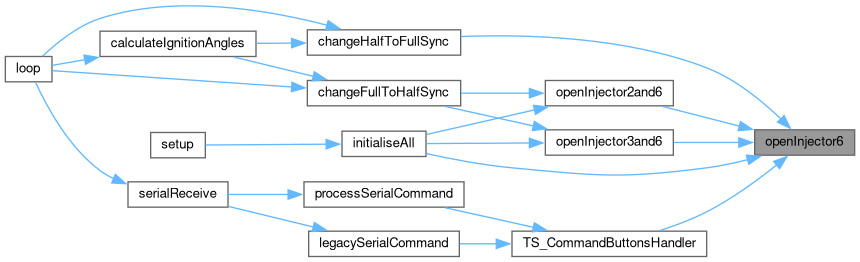 loop
calculateIgnitionAngles
changeHalfToFullSync
changeFullToHalfSync
openInjector2and6
setup
initialiseAll
openInjector3and6
openInjector6
serialReceive
processSerialCommand
legacySerialCommand
TS_CommandButtonsHandler